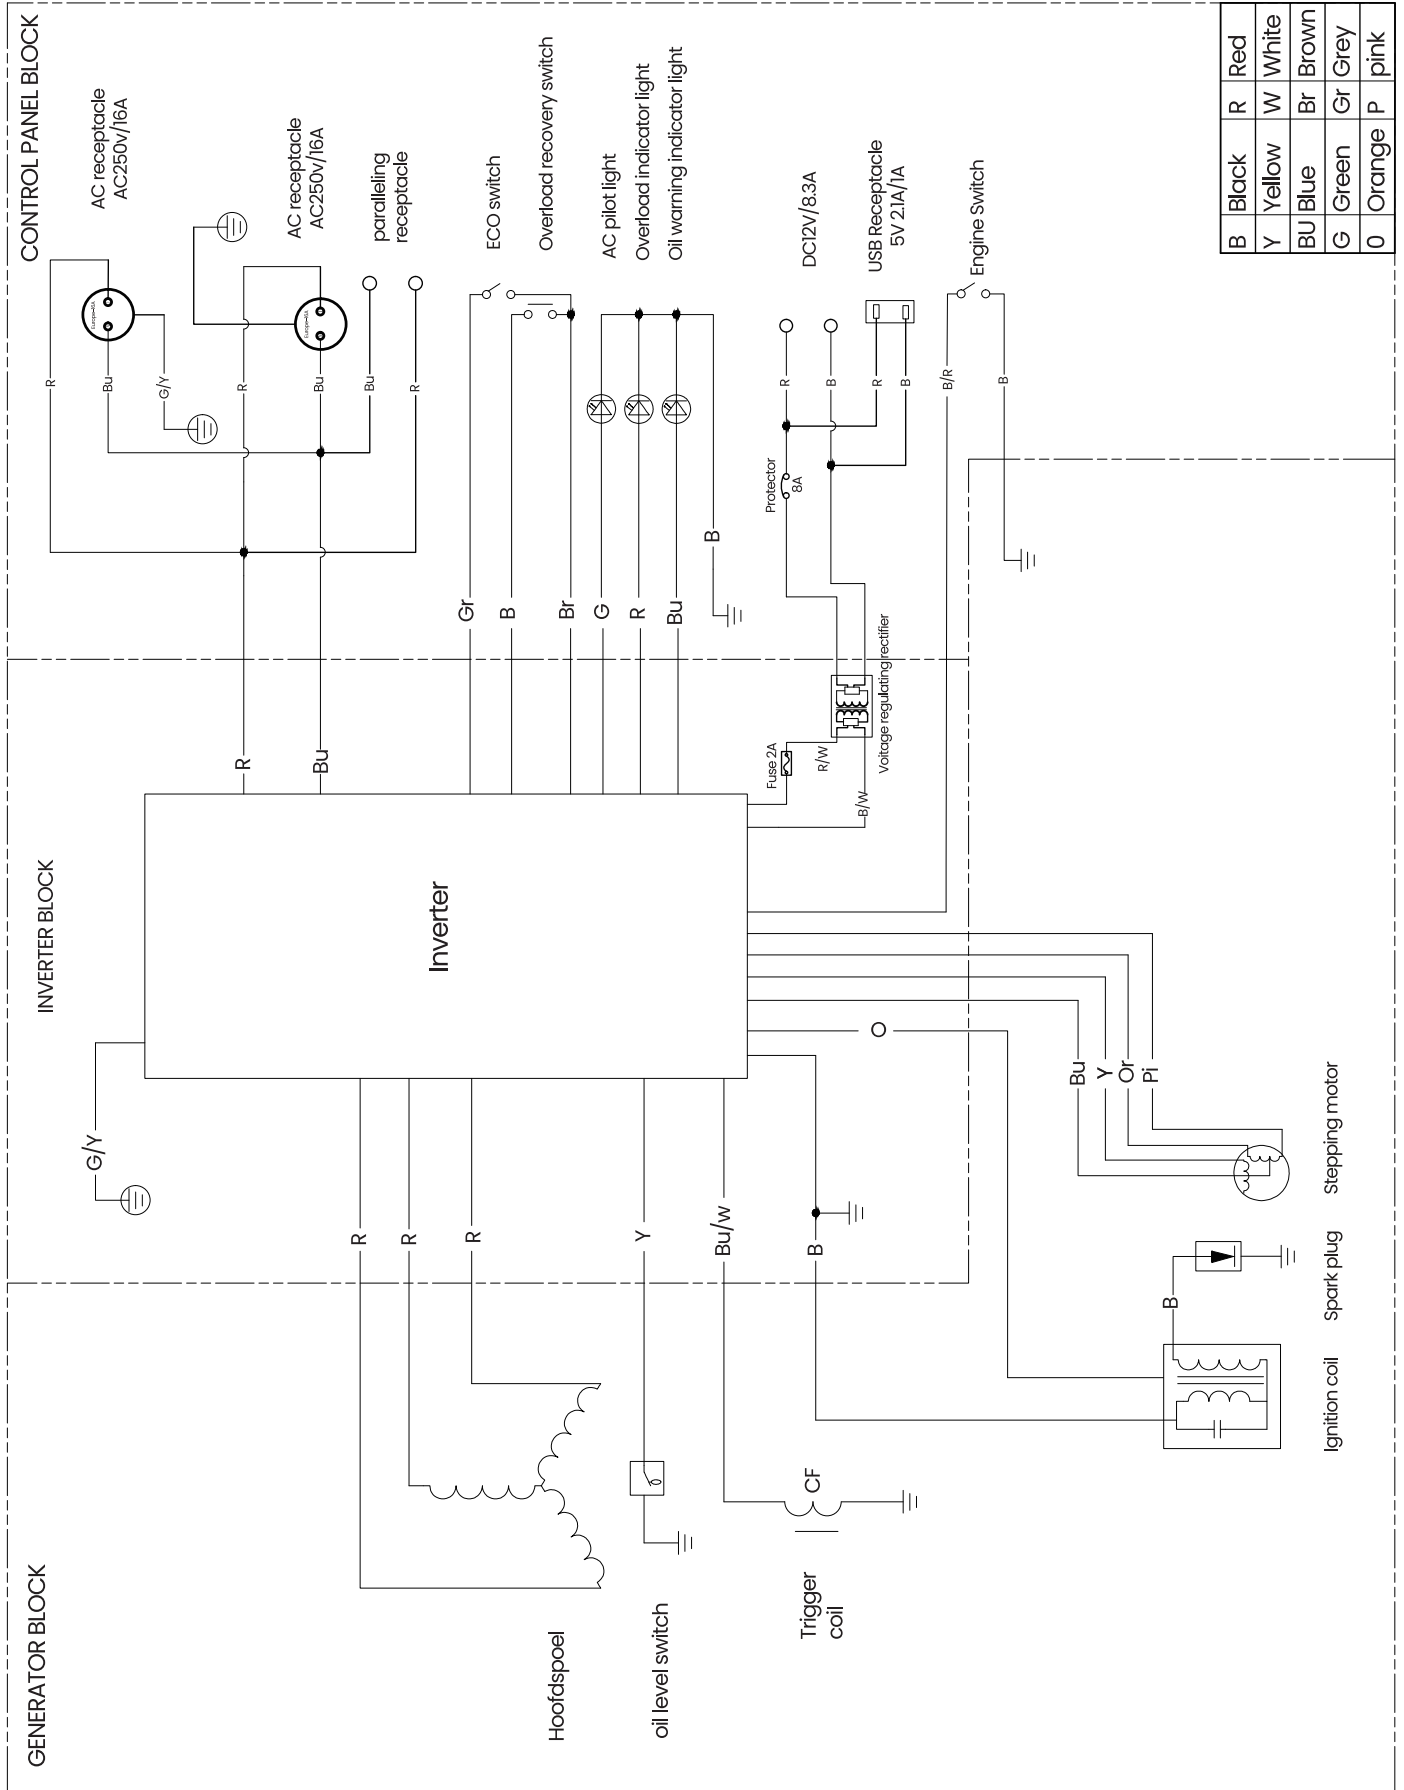 CONTROL PANEL BLOCK
AC receptacle
AC250v/16A
AC receptacle
AC250v/16A
paralleling
receptacle
ECO switch
Overload recovery switch
AC pilot light
Overload indicator light
Oil warning indicator light
DC12V/8.3A
USB Receptacle
5V 2.1A/1A
Engine Switch
R
Bu
G/Y
R
Bu
Bu
R
R
B
R
B
B/R
B
Protector
8A
B
Gr
B
Br
G
R
Bu
Voitage regulating rectifier
Fuse 2A
R/W
B/W
R
Bu
INVERTER BLOCK
Inverter
G/Y
O
Bu
Y
Or
Pi
R
R
R
Y
Bu/w
B
B
Stepping motor
Spark plug
Ignition coil
GENERATOR BLOCK
Hoofdspoel
oil level switch
CF
Trigger
coil
B Black R Red
Y Yellow W White
BU Blue Br Brown
G Green Gr Grey
0 Orange P pink